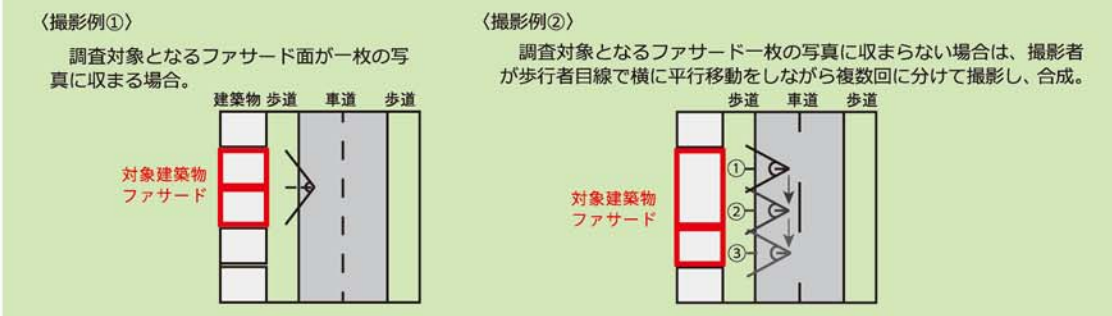 〈撮影例①〉
調査対象となるファサード面が一枚の写
真に収まる場合。
建築物 歩道 車道 歩道
対象建築物
ファサード
〈撮影例②〉
調査対象となるファサード一枚の写真に収まらない場合は、撮影者
が歩行者目線で横に平行移動をしながら複数回に分けて撮影し、合成。
歩道 車道 歩道
対象建築物
ファサード
①
②
③